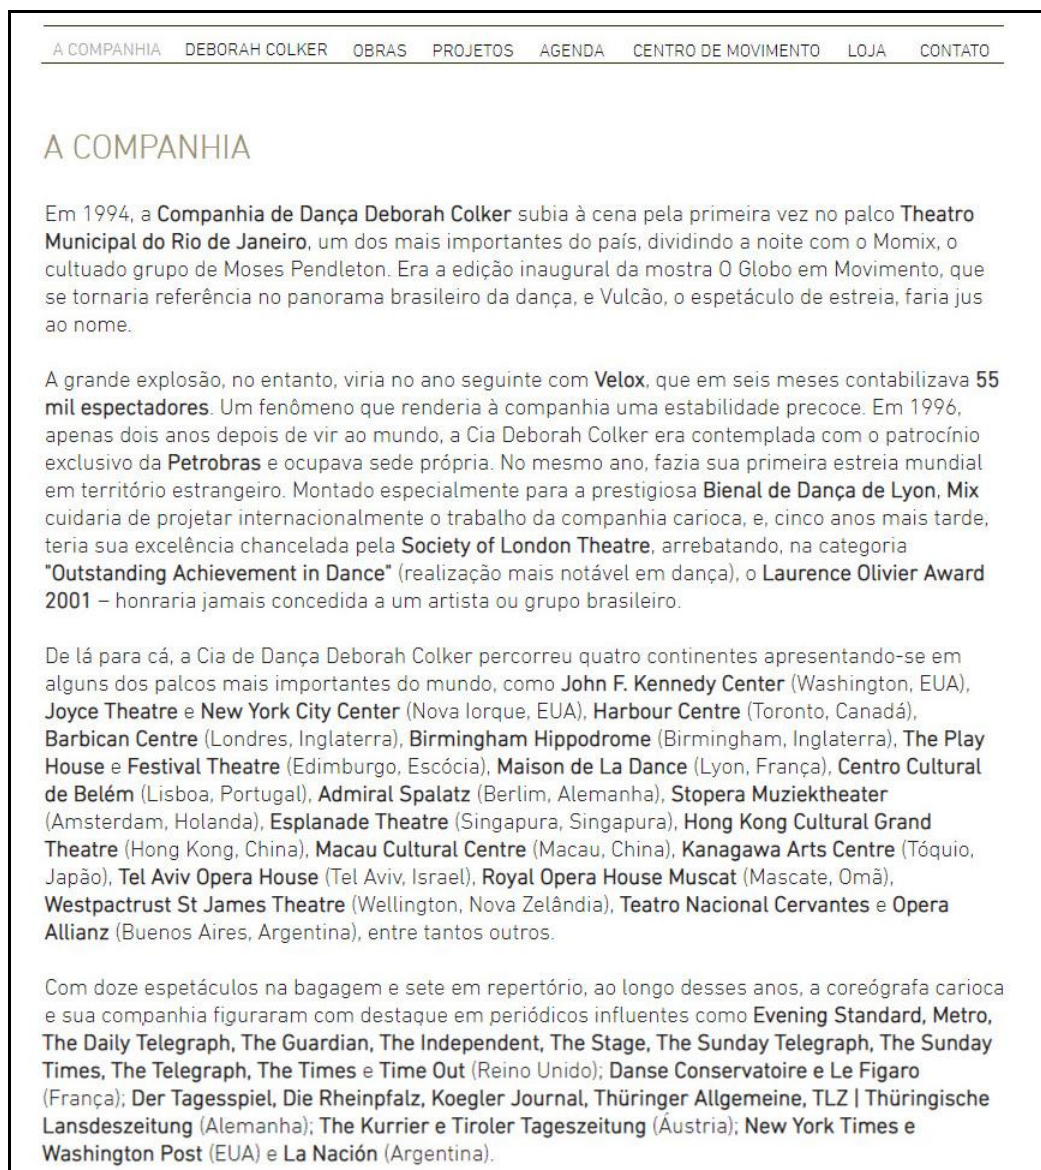 A COMPANHIA DEBORAH COLKER OBRAS PROJETOS AGENDA CENTRO DE MOVIMENTO LOJA CONTATO
A COMPANHIA
Em 1994, a Companhia de Dança Deborah Colker subia à cena pela primeira vez no palco Theatro
Municipal do Rio de Janeiro, um dos mais importantes do país, dividindo a noite com o Momix, o
cultuado grupo de Moses Pendleton. Era a edição inaugural da mostra O Globo em Movimento, que
se tornaria referência no panorama brasileiro da dança, e Vulcão, o espetáculo de estreia, faria jus
ao nome.
A grande explosão, no entanto, viria no ano seguinte com Velox, que em seis meses contabilizava 55
mil espectadores. Um fenômeno que renderia à companhia uma estabilidade precoce. Em 1996,
apenas dois anos depois de vir ao mundo, a Cia Deborah Colker era contemplada com o patrocínio
exclusivo da Petrobras e ocupava sede própria. No mesmo ano, fazia sua primeira estreia mundial
em território estrangeiro. Montado especialmente para a prestigiosa Bienal de Dança de Lyon, Mix
cuidaria de projetar internacionalmente o trabalho da companhia carioca, e, cinco anos mais tarde,
teria sua excelência chancelada pela Society of London Theatre, arrebatando, na categoria
"Outstanding Achievement in Dance" (realização mais notável em dança), o Laurence Olivier Award
2001 – honraria jamais concedida a um artista ou grupo brasileiro.
De lá para cá, a Cia de Dança Deborah Colker percorreu quatro continentes apresentando-se em
alguns dos palcos mais importantes do mundo, como John F. Kennedy Center (Washington, EUA),
Joyce Theatre e New York City Center (Nova Iorque, EUA), Harbour Centre (Toronto, Canadá),
Barbican Centre (Londres, Inglaterra), Birmingham Hippodrome (Birmingham, Inglaterra), The Play
House e Festival Theatre (Edimburgo, Escócia), Maison de La Dance (Lyon, França), Centro Cultural
de Belém (Lisboa, Portugal), Admiral Spalatz (Berlim, Alemanha), Stopera Muziektheater
(Amsterdam, Holanda), Esplanade Theatre (Singapura, Singapura), Hong Kong Cultural Grand
Theatre (Hong Kong, China), Macau Cultural Centre (Macau, China), Kanagawa Arts Centre (Tóquio,
Japão), Tel Aviv Opera House (Tel Aviv, Israel), Royal Opera House Muscat (Mascate, Omã),
Westpactrust St James Theatre (Wellington, Nova Zelândia), Teatro Nacional Cervantes e Opera
Allianz (Buenos Aires, Argentina), entre tantos outros.
Com doze espetáculos na bagagem e sete em repertório, ao longo desses anos, a coreógrafa carioca
e sua companhia figuraram com destaque em periódicos influentes como Evening Standard, Metro,
The Daily Telegraph, The Guardian, The Independent, The Stage, The Sunday Telegraph, The Sunday
Times, The Telegraph, The Times e Time Out (Reino Unido); Danse Conservatoire e Le Figaro
(França); Der Tagesspiel, Die Rheinpfalz, Koegler Journal, Thüringer Allgemeine, TLZ | Thüringische
Lansdeszeitung (Alemanha); The Kurrier e Tiroler Tageszeitung (Áustria); New York Times e
Washington Post (EUA) e La Nación (Argentina).